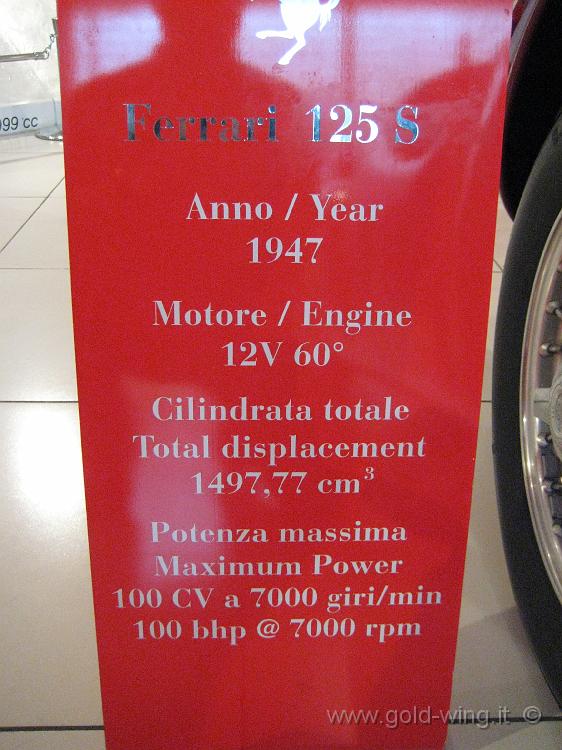 Ferrari 125 S
999 cc
Anno / Year
1947
Motore / Engine
12V 60°
Cilindrata totale
Total displacement
1497,77 cm³
Potenza massima
Maximum Power
100 CV a 7000 giri/min
100 bhp @ 7000 rpm
www.gold-wing.it ©